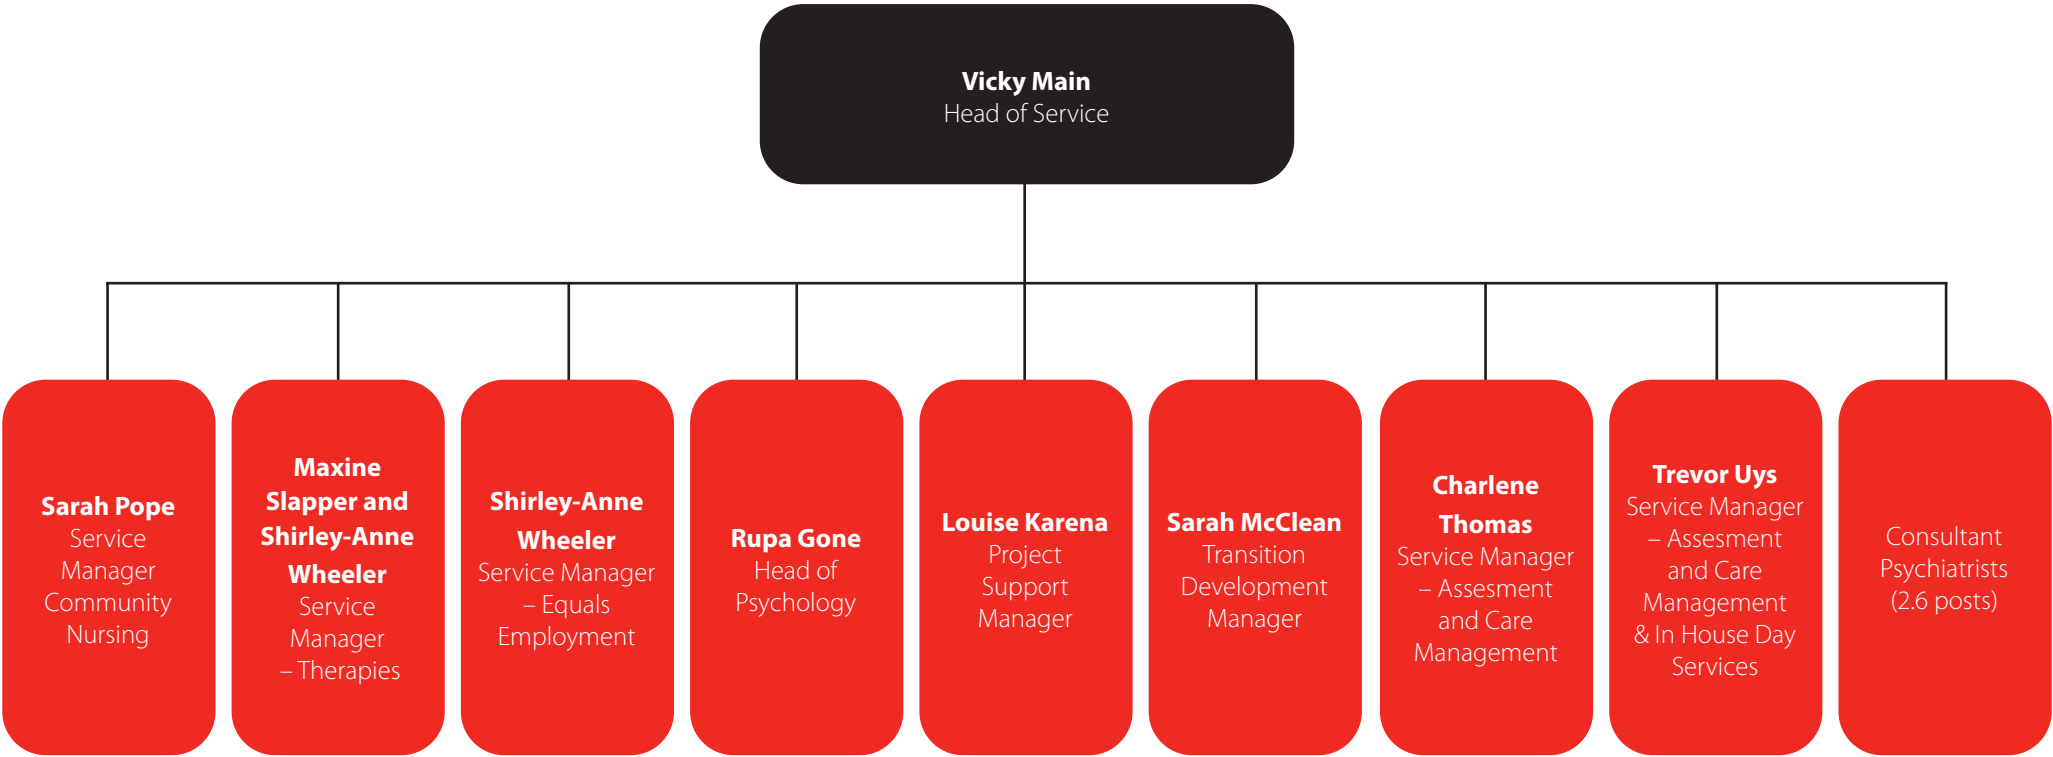 Vicky Main
Head of Service
Sarah Pope
Service
Manager
Community
Nursing
Maxine
Slapper and
Shirley-Anne
Wheeler
Service
Manager
– Therapies
Shirley-Anne
Wheeler
Service Manager
– Equals
Employment
Rupa Gone
Head of
Psychology
Louise Karena
Project
Support
Manager
Sarah McClean
Transition
Development
Manager
Charlene
Thomas
Service Manager
– Assesment
and Care
Management
Trevor Uys
Service Manager
– Assesment
and Care
Management
& In House Day
Services
Consultant
Psychiatrists
(2.6 posts)